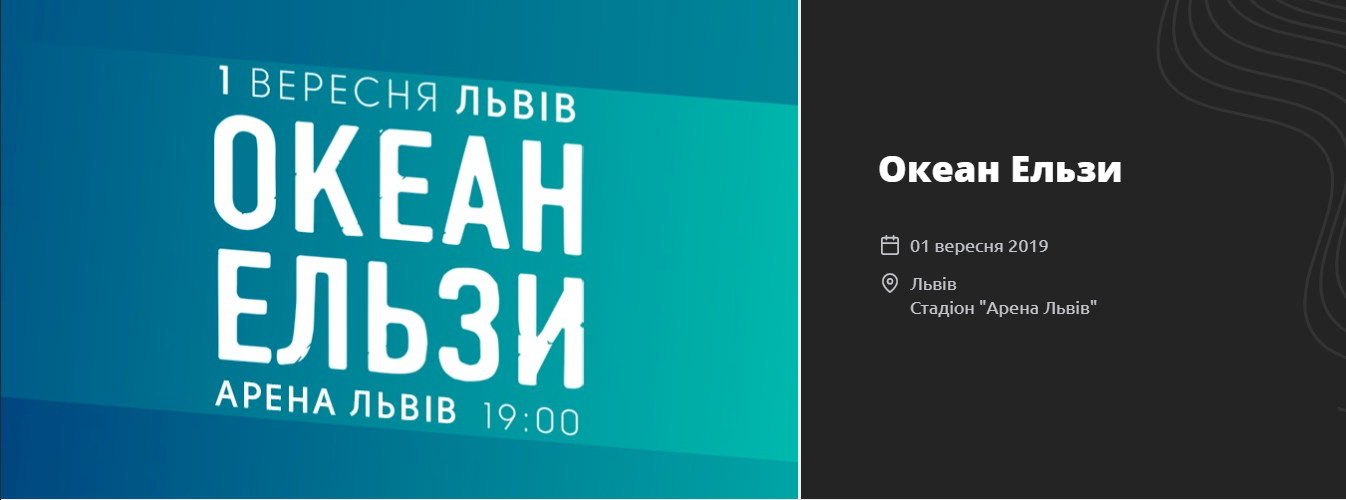 1 ВЕРЕСНЯ ЛЬВІВ
ОКЕАН
ЕЛЬЗИ
АРЕНА ЛЬВІВ 19:00
Океан Ельзи
01 вересня 2019
Львів
Стадіон "Арена Львів"